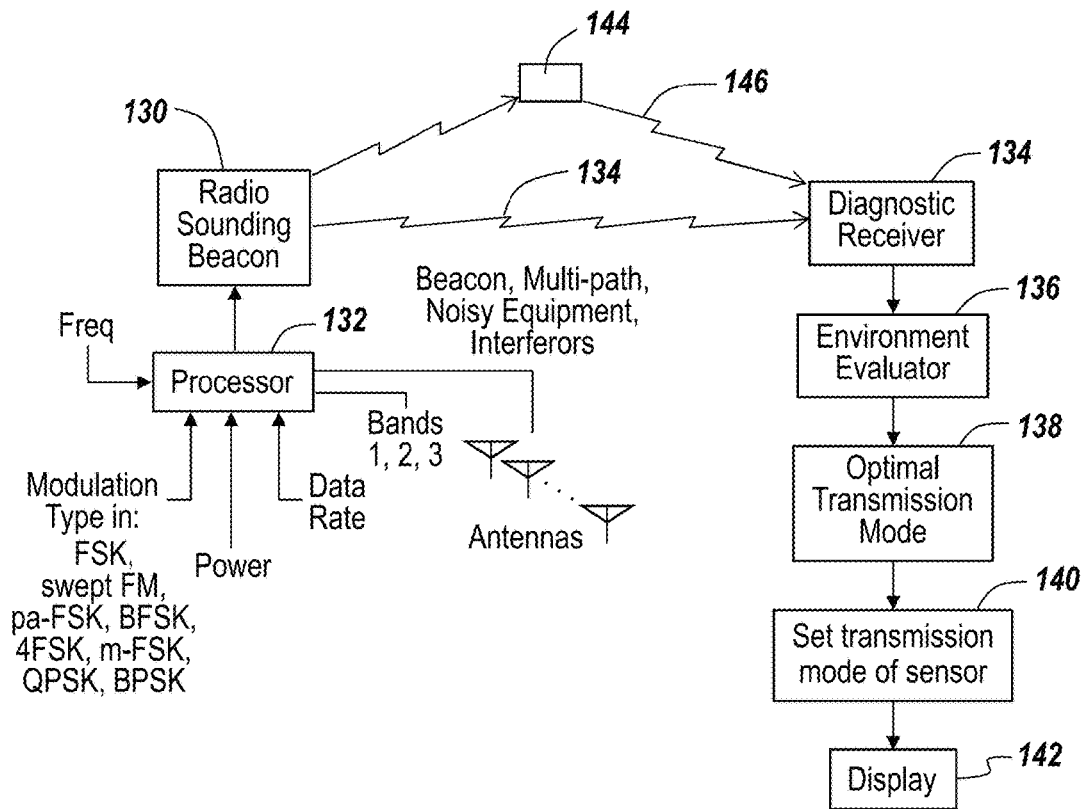 144
146
130
134
134
Radio
Sounding
Beacon
Diagnostic
Receiver
Beacon, Multi-path,
Noisy Equipment,
Interferors
136
Freq
132
Processor
Environment
Evaluator
Bands
1, 2, 3
138
Modulation
Type in:
FSK,
swept FM,
pa-FSK, BFSK,
4FSK, m-FSK,
QPSK, BPSK
Power
Data
Rate
Antennas
Optimal
Transmission
Mode
140
Set transmission
mode of sensor
142
Display